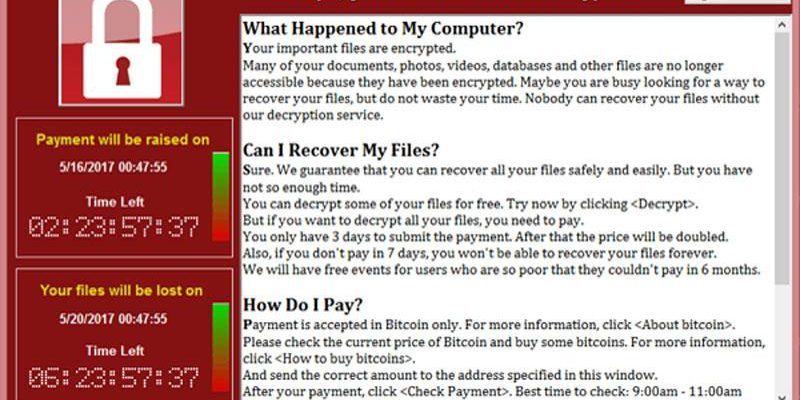 What Happened to My Computer?
Your important files are encrypted.
Many of your documents, photos, videos, databases and other files are no longer
accessible because they have been encrypted. Maybe you are busy looking for a way to
recover your files, but do not waste your time. Nobody can recover your files without
our decryption service.
Can I Recover My Files?
Sure. We guarantee that you can recover all your files safely and easily. But you have
not so enough time.
You can decrypt some of your files for free. Try now by clicking <Decrypt>.
But if you want to decrypt all your files, you need to pay.
You only have 3 days to submit the payment. After that the price will be doubled.
Also, if you don't pay in 7 days, you won't be able to recover your files forever.
We will have free events for users who are so poor that they couldn't pay in 6 months.
How Do I Pay?
Payment is accepted in Bitcoin only. For more information, click <About bitcoin>.
Please check the current price of Bitcoin and buy some bitcoins. For more information,
click <How to buy bitcoins>.
And send the correct amount to the address specified in this window.
After your payment, click <Check Payment>. Best time to check: 9:00am - 11:00am
Payment will be raised on
5/16/2017 00:47:55
Time Left
02:23:57:37
Your files will be lost on
5/20/2017 00:47:55
Time Left
06:23:57:37